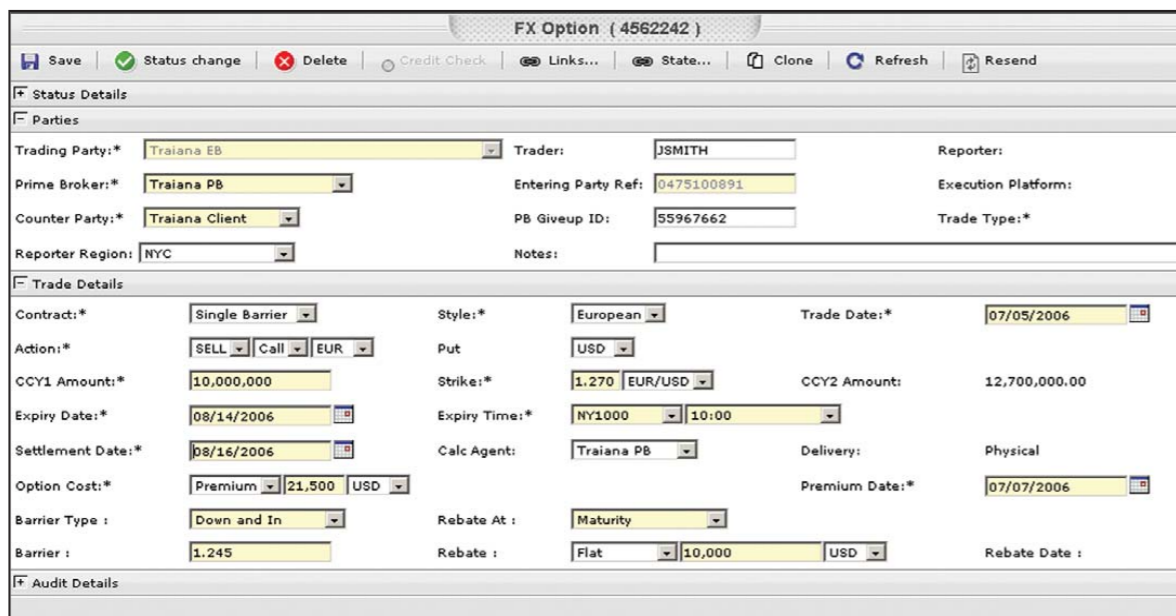 FX Option ( 4562242 )
Save Status change Delete Credit Check Links... State... Clone Refresh Resend
Status Details
Parties
Trading Party:* Traiana EB Trader: JSMITH Reporter:
Prime Broker:* Traiana PB Entering Party Ref: 0475100891 Execution Platform:
Counter Party:* Traiana Client PB Giveup ID: 55967662 Trade Type:*
Reporter Region: NYC Notes:
Trade Details
Contract:* Single Barrier Style:* European Trade Date:* 07/05/2006
Action:* SELL Call EUR Put USD
CCY1 Amount:* 10,000,000 Strike:* 1.270 EUR/USD CCY2 Amount: 12,700,000.00
Expiry Date:* 08/14/2006 Expiry Time:* NY1000 10:00
Settlement Date:* 08/16/2006 Calc Agent: Traiana PB Delivery: Physical
Option Cost:* Premium 21,500 USD Premium Date:* 07/07/2006
Barrier Type : Down and In Rebate At : Maturity
Barrier : 1.245 Rebate : Flat 10,000 USD Rebate Date :
Audit Details